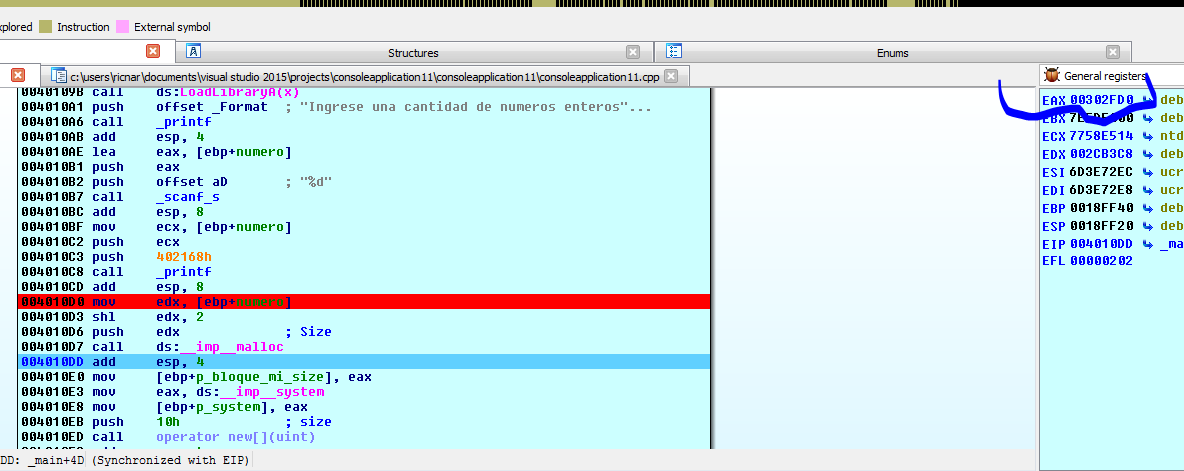 xplored Instruction External symbol
Structures Enums
c:\users\ricnar\documents\visual studio 2015\projects\consoleapplication11\consoleapplication11\consoleapplication11.cpp General registers
0040109B call ds:LoadLibraryA(x)
004010A1 push offset _Format ; "Ingrese una cantidad de numeros enteros"...
004010A6 call _printf
004010AB add esp, 4
004010AE lea eax, [ebp+numero]
004010B1 push eax
004010B2 push offset aD ; "%d"
004010B7 call _scanf_s
004010BC add esp, 8
004010BF mov ecx, [ebp+numero]
004010C2 push ecx
004010C3 push 402168h
004010C8 call _printf
004010CD add esp, 8
004010D0 mov edx, [ebp+numero]
004010D3 shl edx, 2
004010D6 push edx ; Size
004010D7 call ds:__imp__malloc
004010DD add esp, 4
004010E0 mov [ebp+p_bloque_mi_size], eax
004010E3 mov eax, ds:__imp__system
004010E8 mov [ebp+p_system], eax
004010EB push 10h ; size
004010ED call operator new[](uint)
DD: _main+4D (Synchronized with EIP)
EAX 00302FD0 deb
EBX deb
ECX 7758E514 ntd
EDX 002CB3C8 deb
ESI 6D3E72EC ucr
EDI 6D3E72E8 ucr
EBP 0018FF40 deb
ESP 0018FF20 deb
EIP 004010DD _ma
EFL 00000202